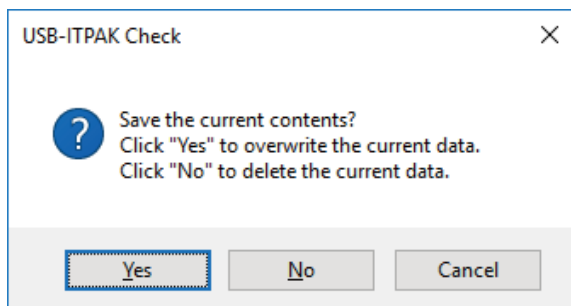 USB-ITPAK Check
Save the current contents?
Click "Yes" to overwrite the current data.
Click "No" to delete the current data.
Yes
No
Cancel